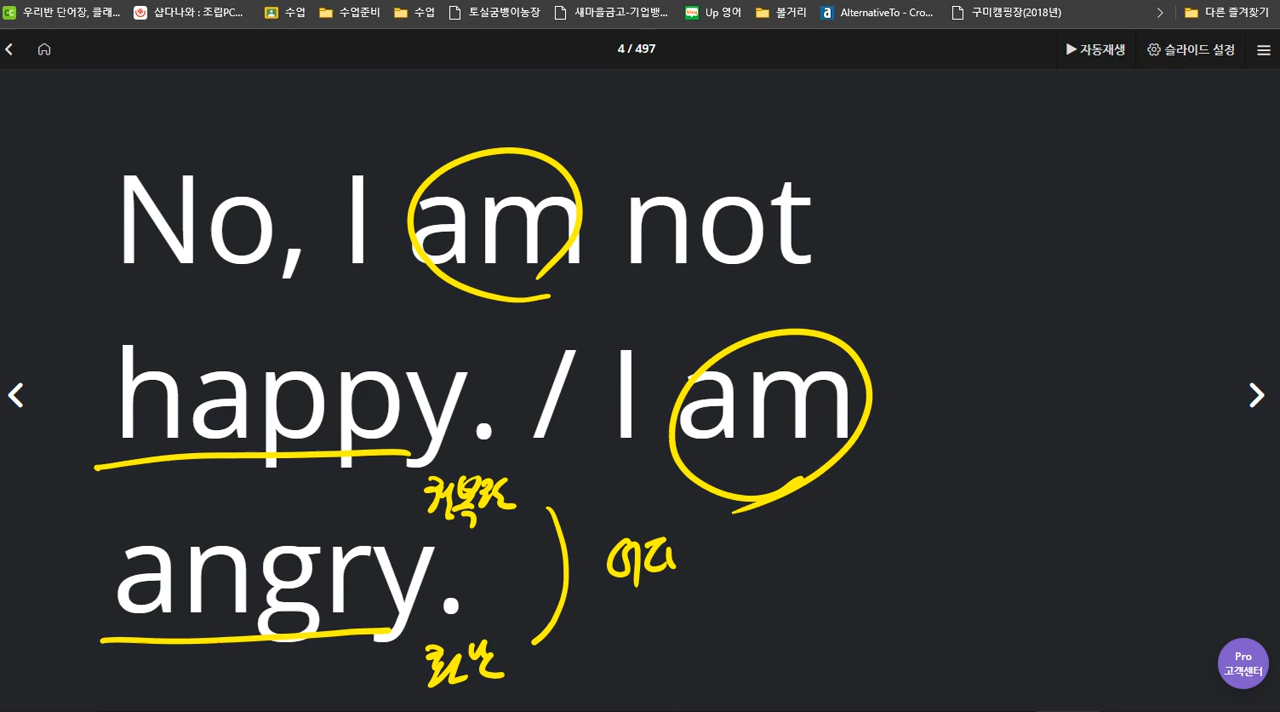 우리반 단어장, 클래... 샵다나와 : 조립PC... 수업 수업준비 수업 토실굼벵이농장 새마을금고-기업뱅... Up 영어 볼거리 AlternativeTo - Cro... 구미캠핑장(2018년) 다른 즐겨찾기
4 / 497 자동재생 슬라이드 설정
No, I am not
happy. / I am
행복한
angry. 이다
화난
Pro
고객센터